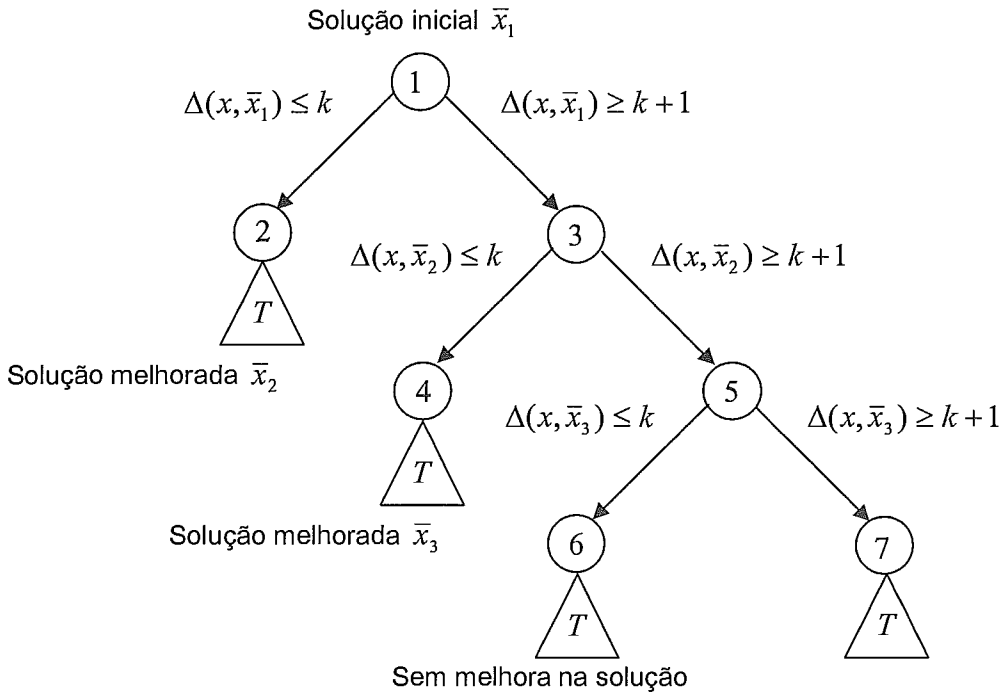 Solução inicial x̄₁
1
Δ(x, x̄₁) ≤ k
Δ(x, x̄₁) ≥ k + 1
2
3
Δ(x, x̄₂) ≤ k
Δ(x, x̄₂) ≥ k + 1
T
Solução melhorada x̄₂
4
5
Δ(x, x̄₃) ≤ k
Δ(x, x̄₃) ≥ k + 1
T
Solução melhorada x̄₃
6
7
T
T
Sem melhora na solução